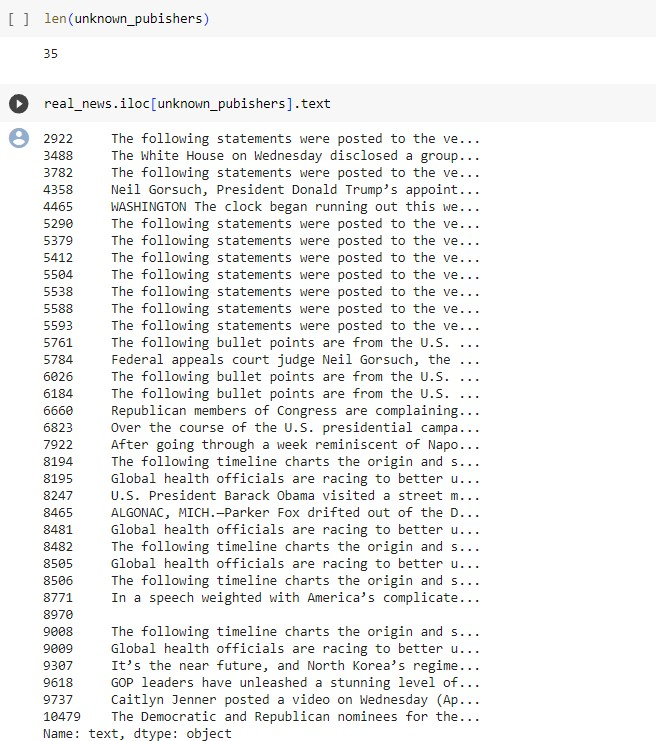 [ ] len(unknown_pubishers)
35
real_news.iloc[unknown_pubishers].text
2922 The following statements were posted to the ve...
3488 The White House on Wednesday disclosed a group...
3782 The following statements were posted to the ve...
4358 Neil Gorsuch, President Donald Trump’s appoint...
4465 WASHINGTON The clock began running out this we...
5290 The following statements were posted to the ve...
5379 The following statements were posted to the ve...
5412 The following statements were posted to the ve...
5504 The following statements were posted to the ve...
5538 The following statements were posted to the ve...
5588 The following statements were posted to the ve...
5593 The following statements were posted to the ve...
5761 The following bullet points are from the U.S. ...
5784 Federal appeals court judge Neil Gorsuch, the ...
6026 The following bullet points are from the U.S. ...
6184 The following bullet points are from the U.S. ...
6660 Republican members of Congress are complaining...
6823 Over the course of the U.S. presidential campa...
7922 After going through a week reminiscent of Napo...
8194 The following timeline charts the origin and s...
8195 Global health officials are racing to better u...
8247 U.S. President Barack Obama visited a street m...
8465 ALGONAC, MICH.—Parker Fox drifted out of the D...
8481 Global health officials are racing to better u...
8482 The following timeline charts the origin and s...
8505 Global health officials are racing to better u...
8506 The following timeline charts the origin and s...
8771 In a speech weighted with America’s complicate...
8970
9008 The following timeline charts the origin and s...
9009 Global health officials are racing to better u...
9307 It’s the near future, and North Korea’s regime...
9618 GOP leaders have unleashed a stunning level of...
9737 Caitlyn Jenner posted a video on Wednesday (Ap...
10479 The Democratic and Republican nominees for the...
Name: text, dtype: object